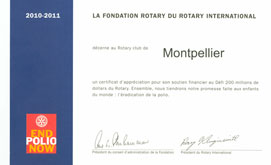 2010-2011
LA FONDATION ROTARY DU ROTARY INTERNATIONAL
décerne au Rotary club de
Montpellier
un certificat d'appréciation pour son soutien financier au Défi 200 millions de
dollars du Rotary. Ensemble, nous tiendrons notre promesse faite aux enfants
du monde : l'éradication de la polio.
END
POLIO
NOW
Président du conseil d'administration de la Fondation
Président du Rotary International